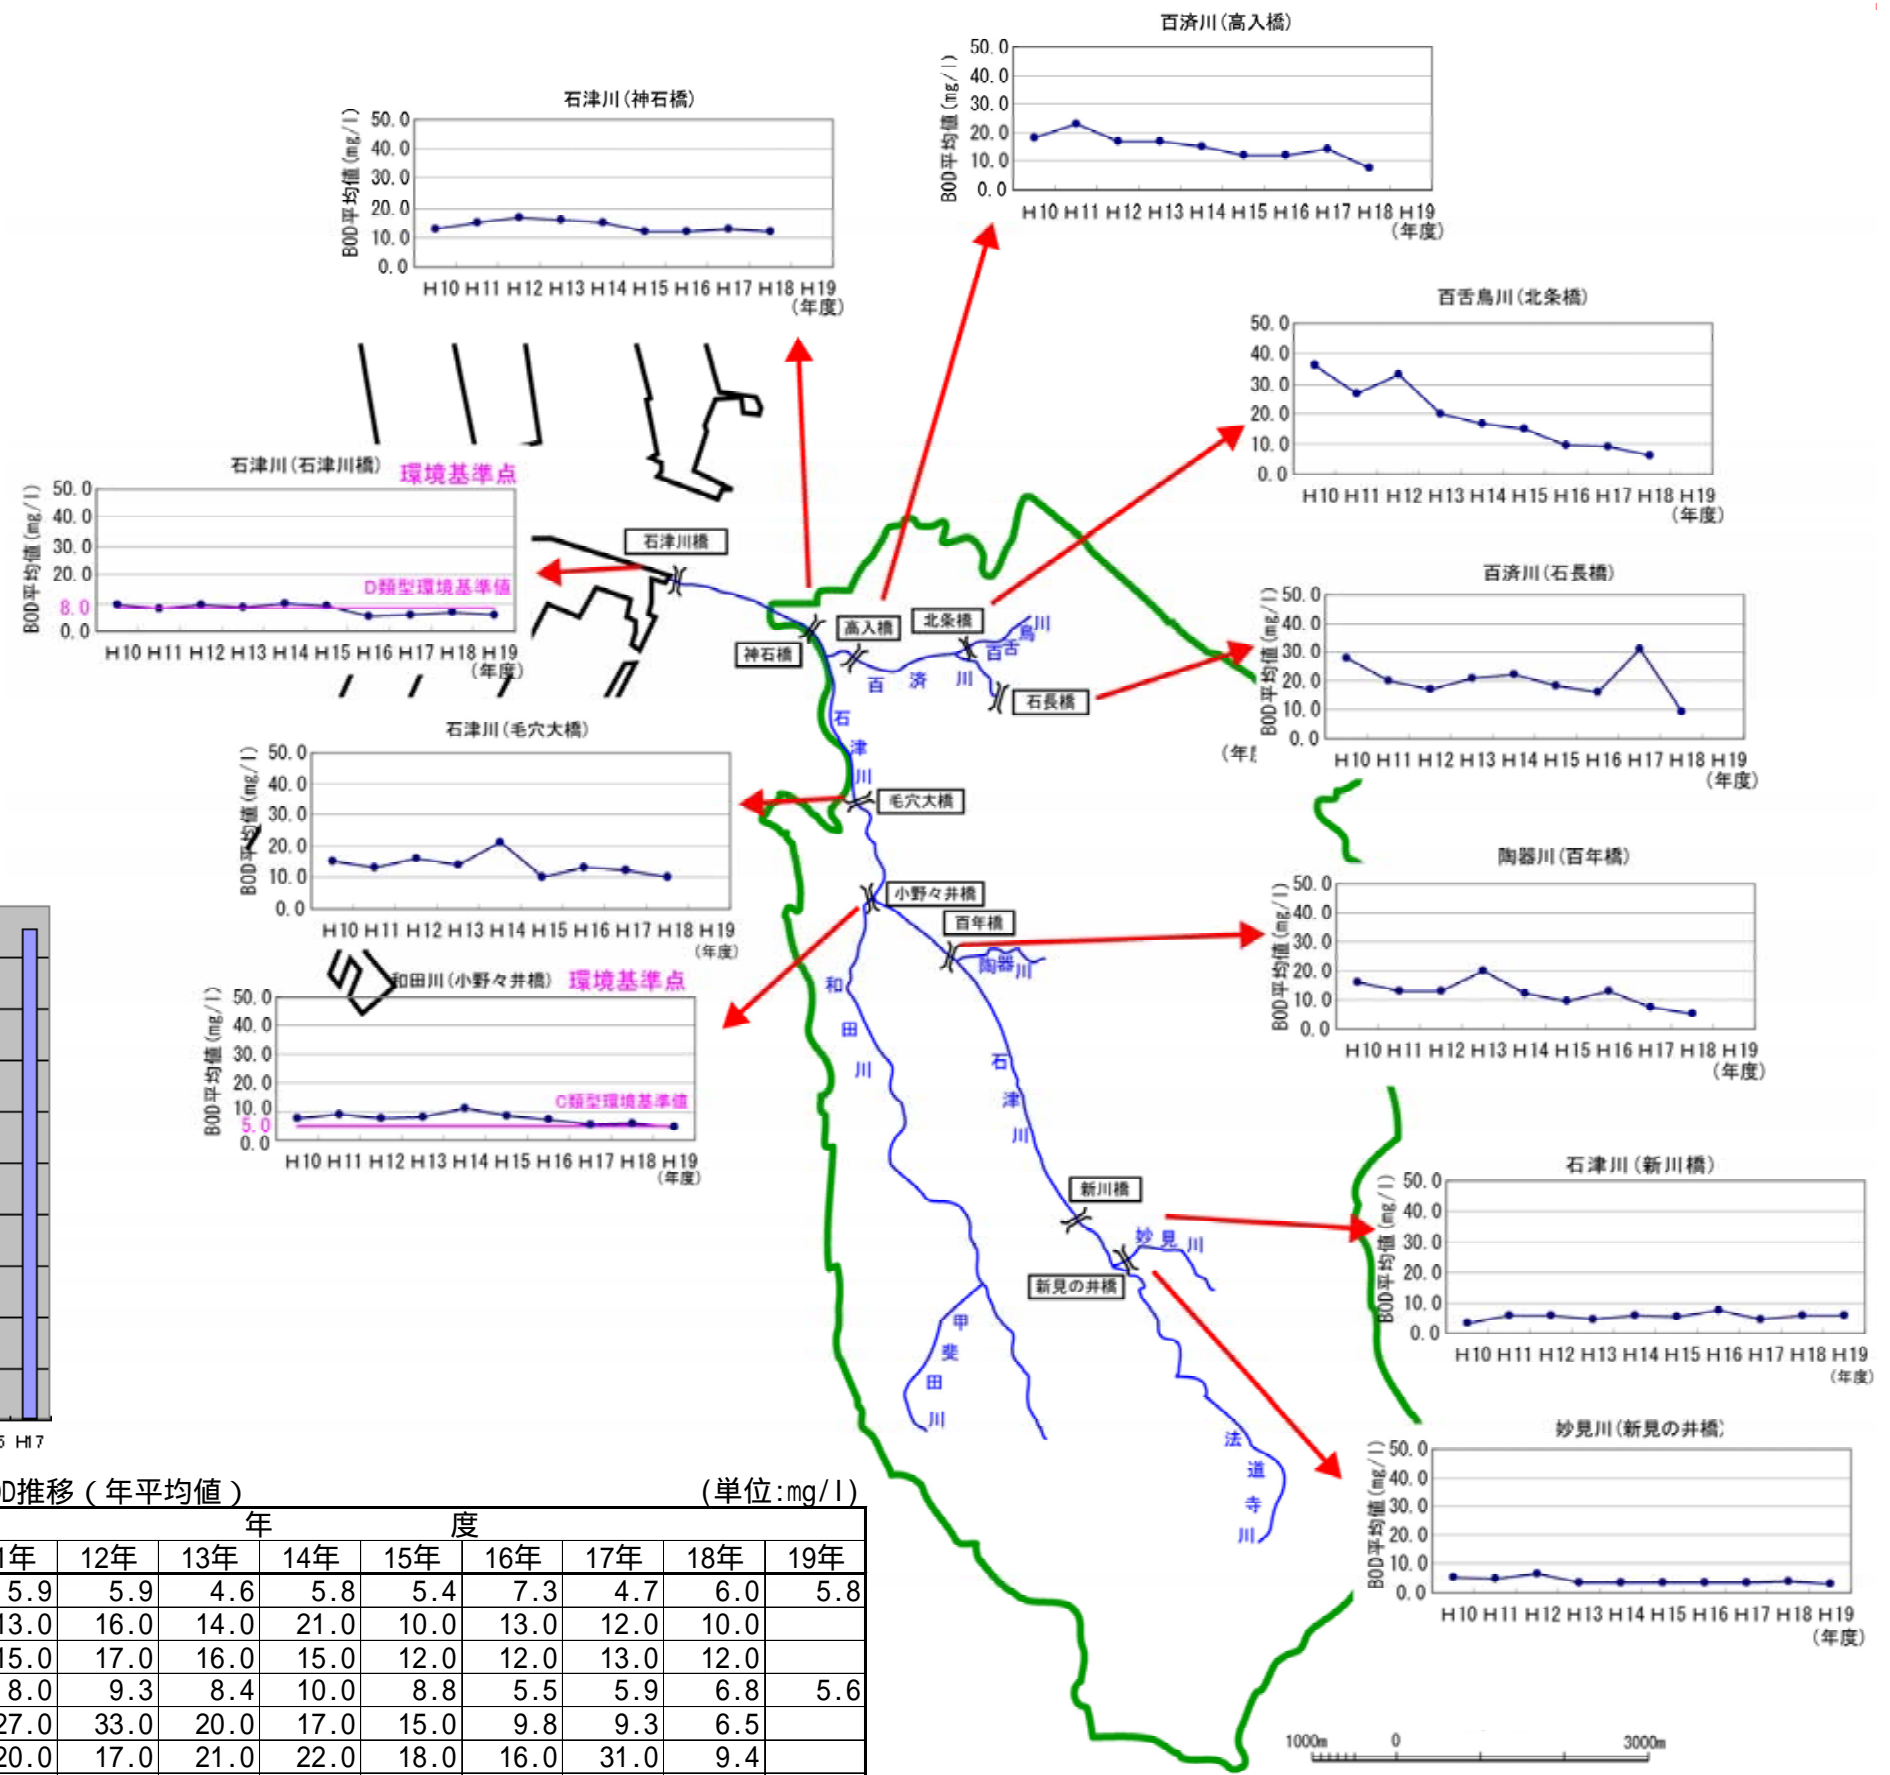 百済川(高入橋)
BOD平均値(mg/l)
50.0
40.0
30.0
20.0
10.0
0.0
H10 H11 H12 H13 H14 H15 H16 H17 H18 H19
(年度)
石津川(神石橋)
BOD平均値(mg/l)
50.0
40.0
30.0
20.0
10.0
0.0
H10 H11 H12 H13 H14 H15 H16 H17 H18 H19
(年度)
百舌鳥川(北条橋)
50.0
40.0
30.0
20.0
10.0
0.0
H10 H11 H12 H13 H14 H15 H16 H17 H18 H19
(年度)
石津川(石津川橋) 環境基準点
BOD平均値(mg/l)
50.0
40.0
30.0
20.0
D類型環境基準値
8.0
0.0
H10 H11 H12 H13 H14 H15 H16 H17 H18 H19
(年度)
百済川(石長橋)
BOD平均値(mg/l)
50.0
40.0
30.0
20.0
10.0
0.0
H10 H11 H12 H13 H14 H15 H16 H17 H18 H19
(年度)
(年
石津川橋
神石橋
高入橋
北条橋
百舌鳥川
百済川
石長橋
石津川
石津川(毛穴大橋)
BOD平均値(mg/l)
50.0
40.0
30.0
20.0
10.0
0.0
H10 H11 H12 H13 H14 H15 H16 H17 H18 H19
(年度)
毛穴大橋
小野々井橋
百年橋
陶器川
陶器川(百年橋)
BOD平均値(mg/l)
50.0
40.0
30.0
20.0
10.0
0.0
H10 H11 H12 H13 H14 H15 H16 H17 H18 H19
(年度)
和田川(小野々井橋) 環境基準点
BOD平均値(mg/l)
50.0
40.0
30.0
20.0
10.0
C類型環境基準値
5.0
0.0
H10 H11 H12 H13 H14 H15 H16 H17 H18 H19
(年度)
和田川
石津川
新川橋
妙見川
新見の井橋
甲斐田川
法道寺川
石津川(新川橋)
BOD平均値(mg/l)
50.0
40.0
30.0
20.0
10.0
0.0
H10 H11 H12 H13 H14 H15 H16 H17 H18 H19
(年度)
妙見川(新見の井橋)
BOD平均値(mg/l)
50.0
40.0
30.0
20.0
10.0
0.0
H10 H11 H12 H13 H14 H15 H16 H17 H18 H19
(年度)
H17
OD推移(年平均値) (単位:mg/l)
年 度
1年 12年 13年 14年 15年 16年 17年 18年 19年
5.9 5.9 4.6 5.8 5.4 7.3 4.7 6.0 5.8
13.0 16.0 14.0 21.0 10.0 13.0 12.0 10.0
15.0 17.0 16.0 15.0 12.0 12.0 13.0 12.0
8.0 9.3 8.4 10.0 8.8 5.5 5.9 6.8 5.6
27.0 33.0 20.0 17.0 15.0 9.8 9.3 6.5
20.0 17.0 21.0 22.0 18.0 16.0 31.0 9.4
1000m 0 3000m